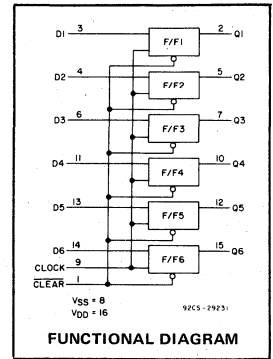 D1 3 F/F1 2 Q1
D2 4 F/F2 5 Q2
D3 6 F/F3 7 Q3
D4 11 F/F4 10 Q4
D5 13 F/F5 12 Q5
D6 14 F/F6 15 Q6
CLOCK 9
CLEAR 1
VSS = 8
VDD = 16
92CS-29231
FUNCTIONAL DIAGRAM